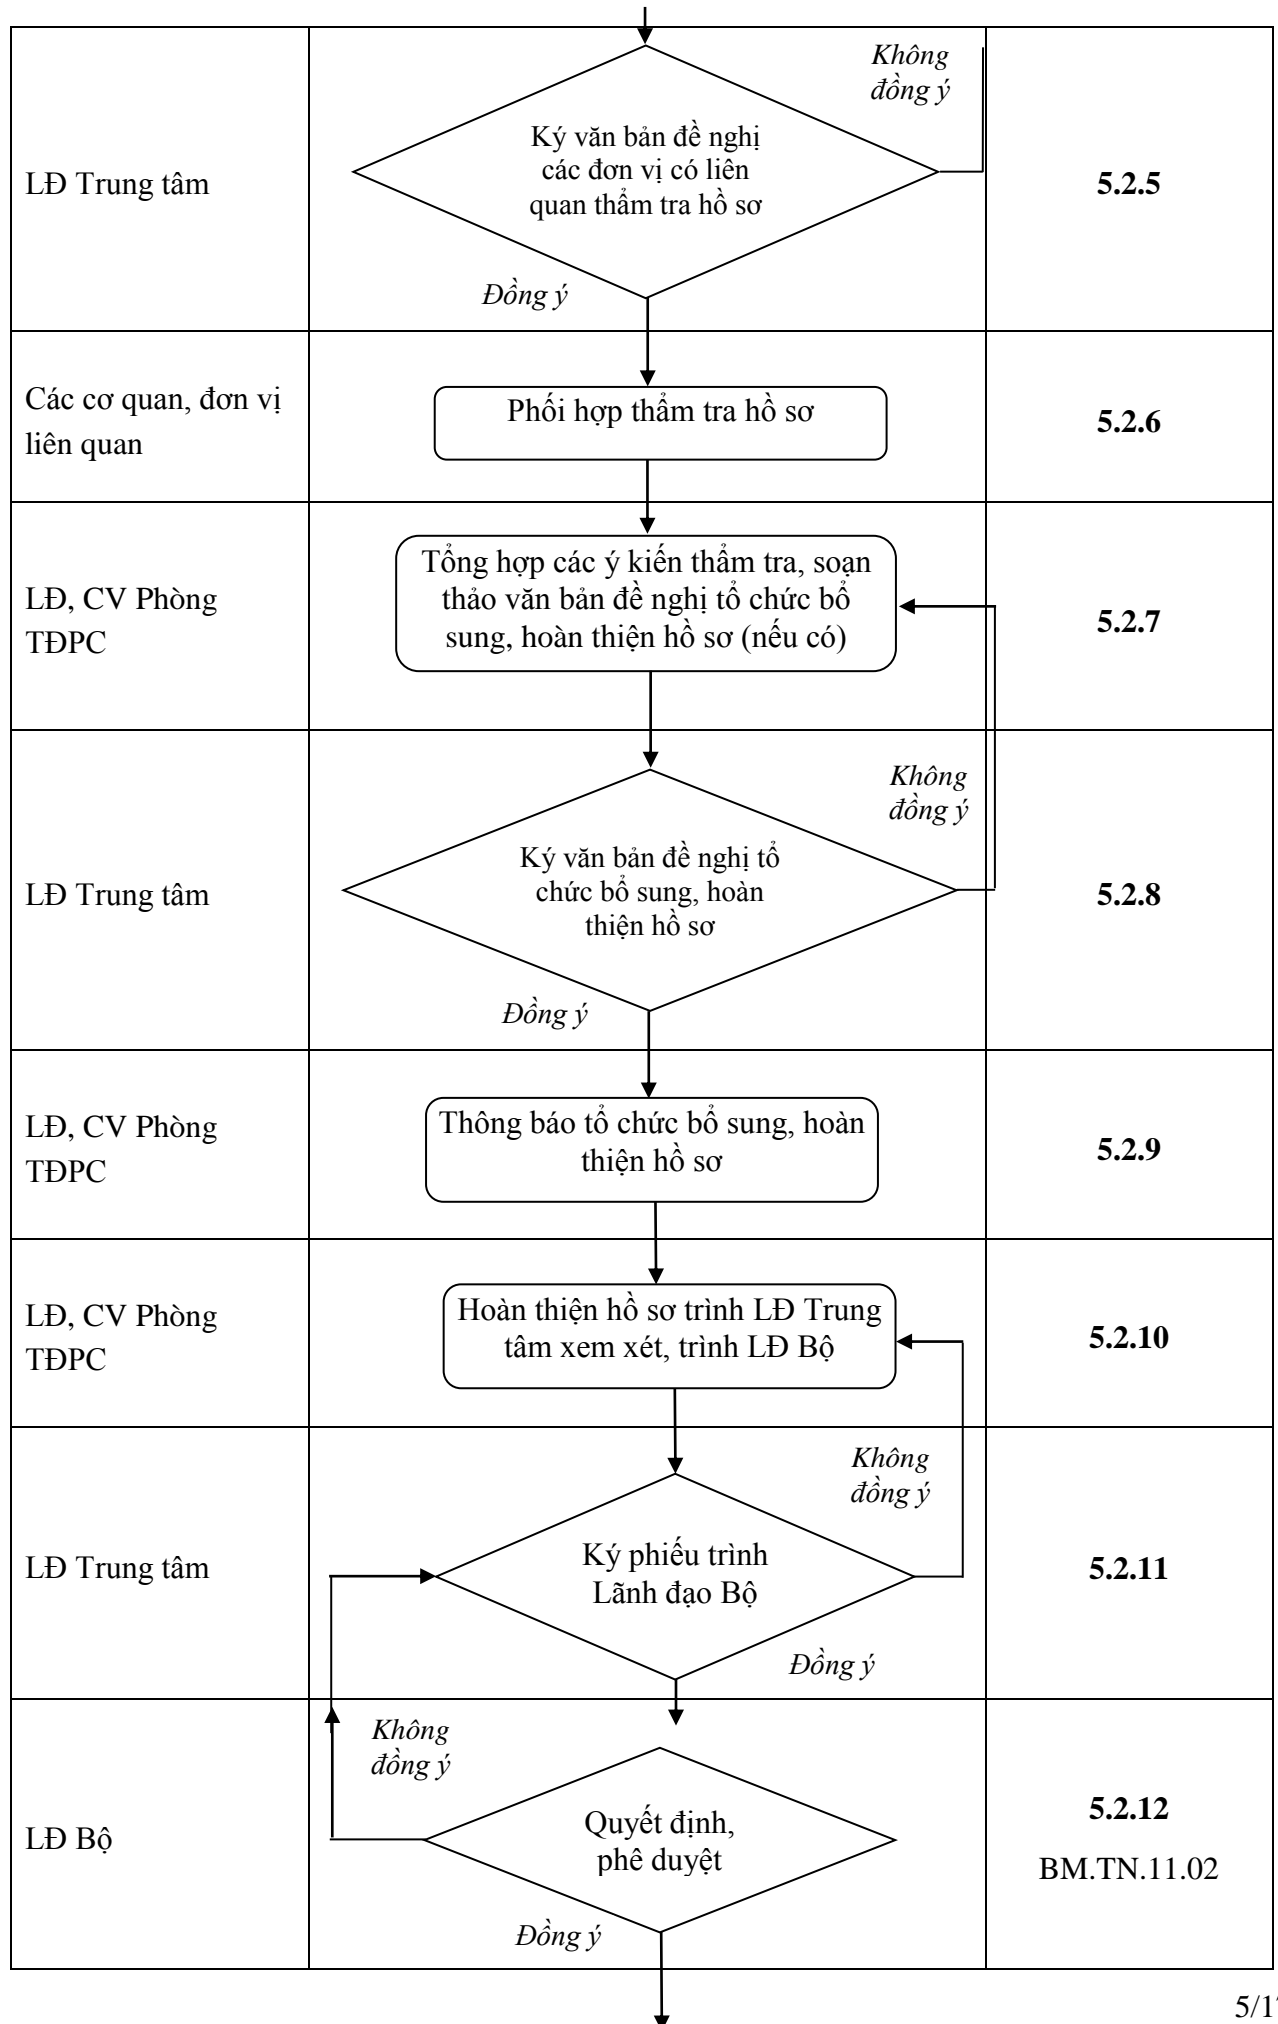 Không
đồng ý
LĐ Trung tâm
Ký văn bản đề nghị
các đơn vị có liên
quan thẩm tra hồ sơ
5.2.5
Đồng ý
Các cơ quan, đơn vị
liên quan
Phối hợp thẩm tra hồ sơ
5.2.6
LĐ, CV Phòng
TĐPC
Tổng hợp các ý kiến thẩm tra, soạn
thảo văn bản đề nghị tổ chức bổ
sung, hoàn thiện hồ sơ (nếu có)
5.2.7
Không
đồng ý
LĐ Trung tâm
Ký văn bản đề nghị tổ
chức bổ sung, hoàn
thiện hồ sơ
5.2.8
Đồng ý
LĐ, CV Phòng
TĐPC
Thông báo tổ chức bổ sung, hoàn
thiện hồ sơ
5.2.9
LĐ, CV Phòng
TĐPC
Hoàn thiện hồ sơ trình LĐ Trung
tâm xem xét, trình LĐ Bộ
5.2.10
Không
đồng ý
LĐ Trung tâm
Ký phiếu trình
Lãnh đạo Bộ
5.2.11
Đồng ý
Không
đồng ý
LĐ Bộ
Quyết định,
phê duyệt
5.2.12
BM.TN.11.02
Đồng ý